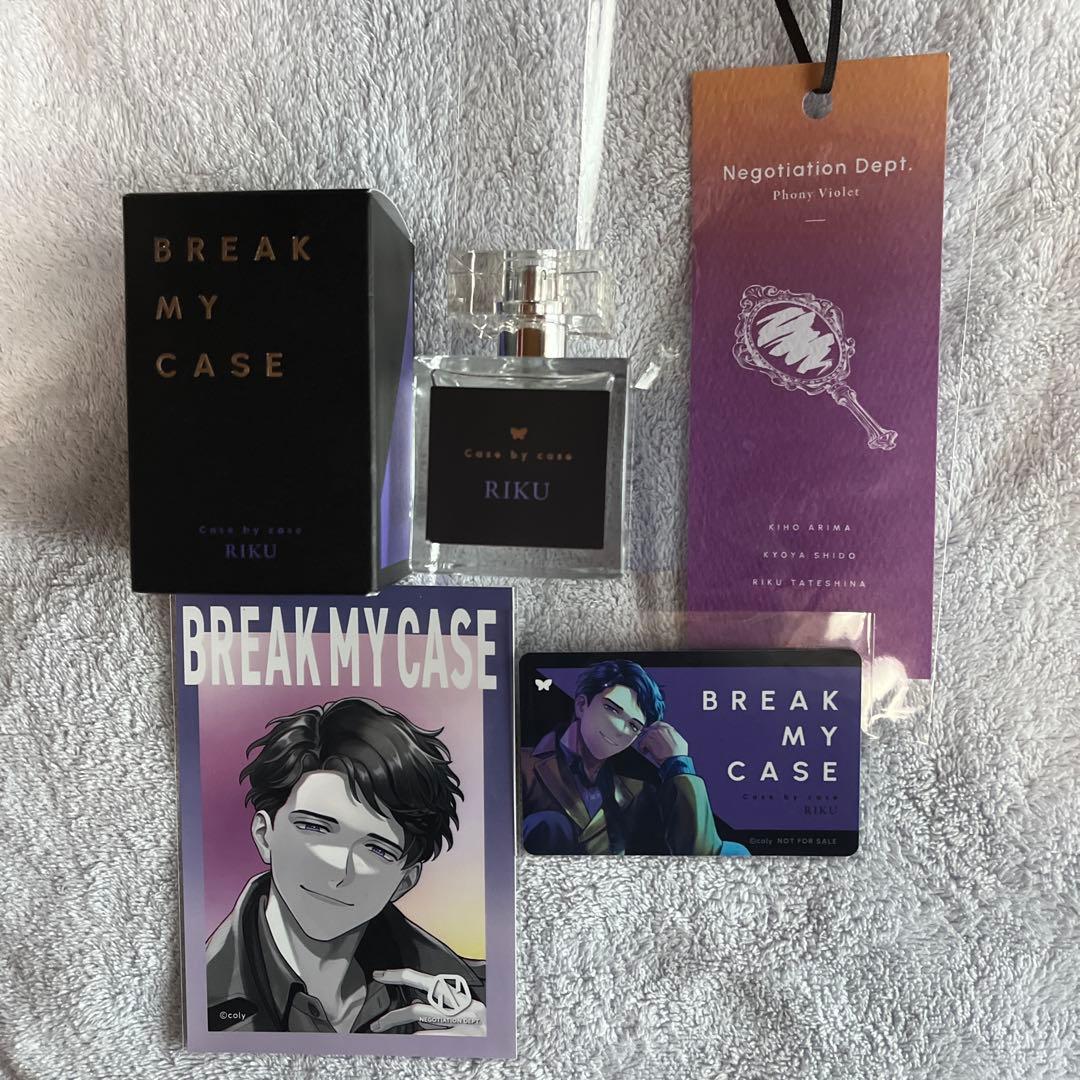 BREAK
MY
CASE
Case by case
RIKU
Case by case
RIKU
Negotiation Dept.
Phony Violet
KIHO ARIMA
KYOYA SHIDO
RIKU TATESHINA
BREAK MY CASE
©coly
N
NEGOTIATION DEPT.
BREAK
MY
CASE
Case by case
RIKU
©coly NOT FOR SALE